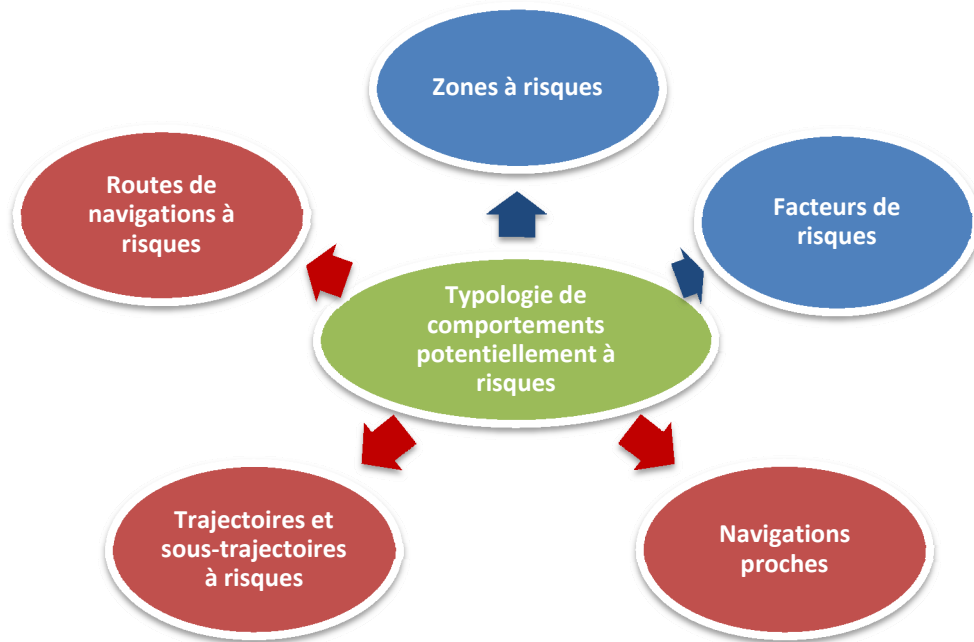 Zones à risques
Routes de
navigations à
risques
Facteurs de
risques
Typologie de
comportements
potentiellement à
risques
Trajectoires et
sous-trajectoires
à risques
Navigations
proches